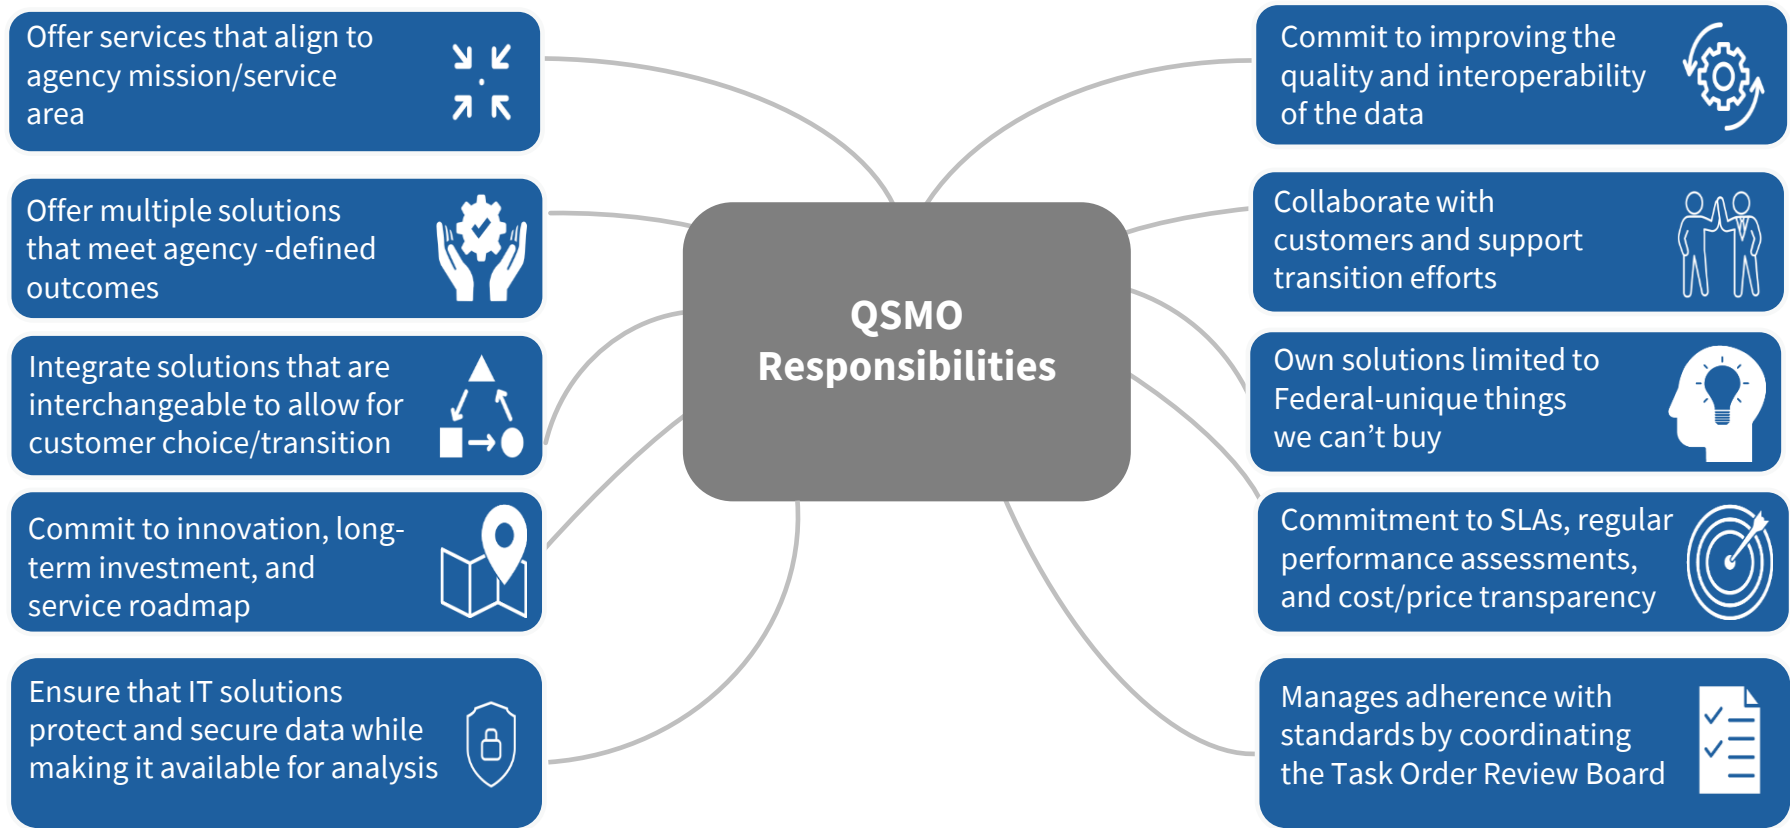 Offer services that align to
agency mission/service
area
Offer multiple solutions
that meet agency -defined
outcomes
Integrate solutions that are
interchangeable to allow for
customer choice/transition
Commit to innovation, long-
term investment, and
service roadmap
Ensure that IT solutions
protect and secure data while
making it available for analysis
QSMO
Responsibilities
Commit to improving the
quality and interoperability
of the data
Collaborate with
customers and support
transition efforts
Own solutions limited to
Federal-unique things
we can’t buy
Commitment to SLAs, regular
performance assessments,
and cost/price transparency
Manages adherence with
standards by coordinating
the Task Order Review Board